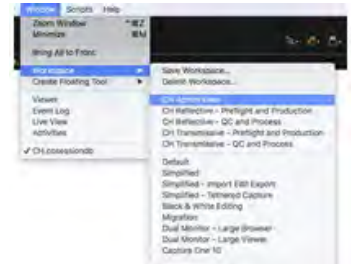 Window Scripts Help
Zoom Window ⌃⌘Z
Minimize ⌘M
Bring All to Front
Workspace
Create Floating Tool
Viewer
Event Log
Live View
Activities
✓ CH.cosessiondb
Save Workspace...
Delete Workspace...
CH Reflective - Preflight and Production
CH Reflective - QC and Process
CH Transmissive - Preflight and Production
CH Transmissive - QC and Process
Default
Simplified
Simplified - Import Edit Export
Simplified - Tethered Capture
Black & White Editing
Migration
Dual Monitor - Large Browser
Dual Monitor - Large Viewer
Capture One 10